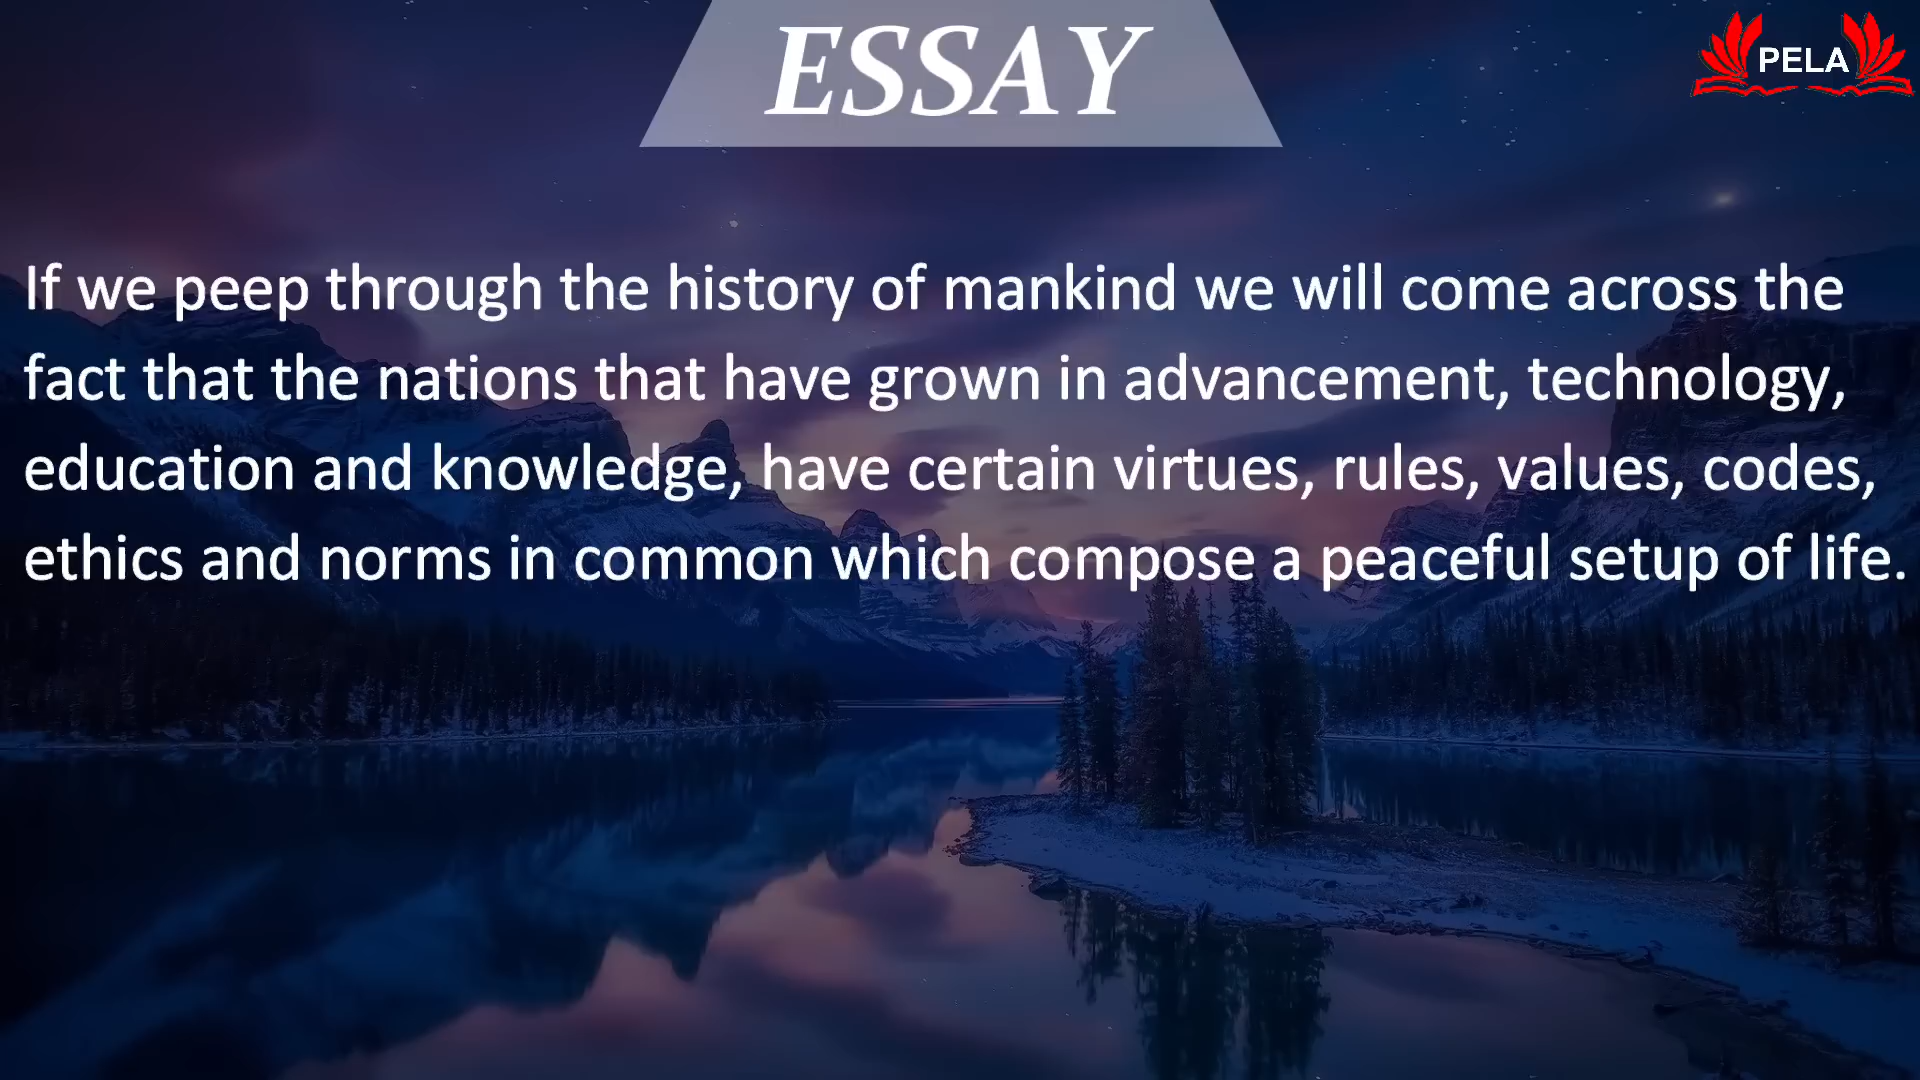 ESSAY
PELA
If we peep through the history of mankind we will come across the
fact that the nations that have grown in advancement, technology,
education and knowledge, have certain virtues, rules, values, codes,
ethics and norms in common which compose a peaceful setup of life.